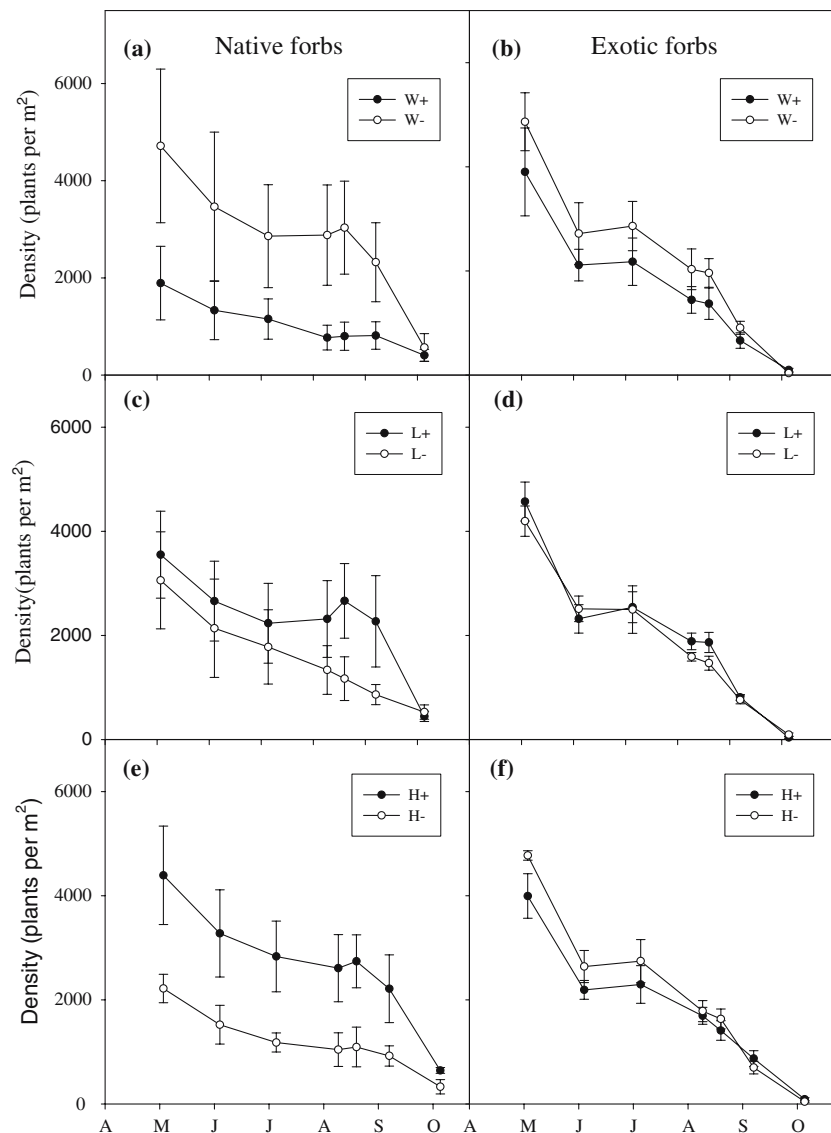 (a) Native forbs
(b) Exotic forbs
W+
W-
W+
W-
6000
4000
2000
0
Density (plants per m²)
(c)
(d)
L+
L-
L+
L-
6000
4000
2000
0
Density(plants per m²)
(e)
(f)
H+
H-
H+
H-
6000
4000
2000
0
Density (plants per m²)
A M J J A S O
A M J J A S O